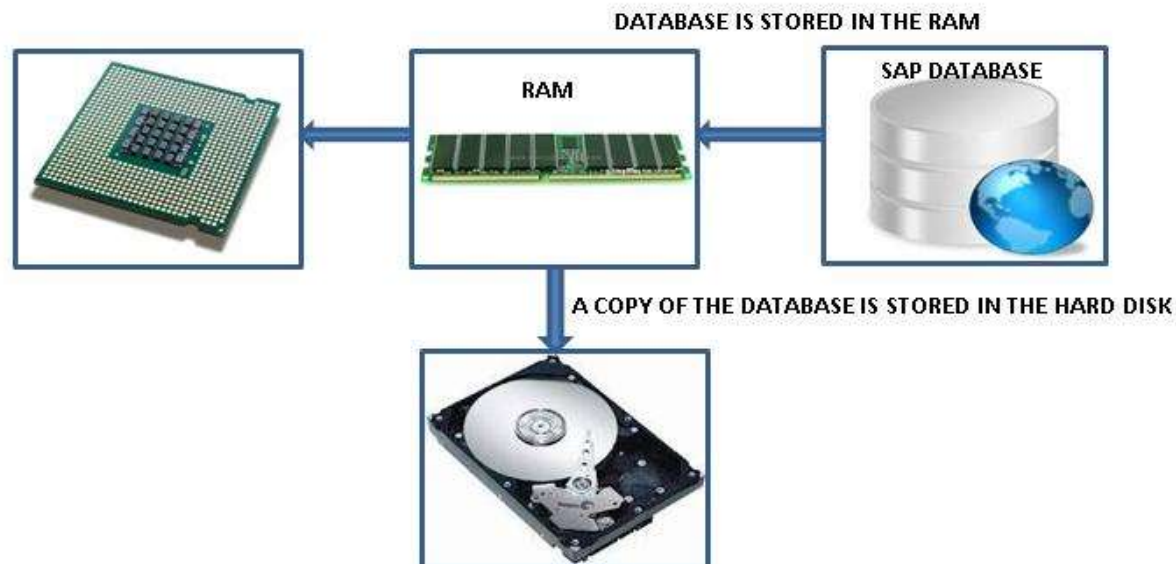 DATABASE IS STORED IN THE RAM
RAM
SAP DATABASE
A COPY OF THE DATABASE IS STORED IN THE HARD DISK